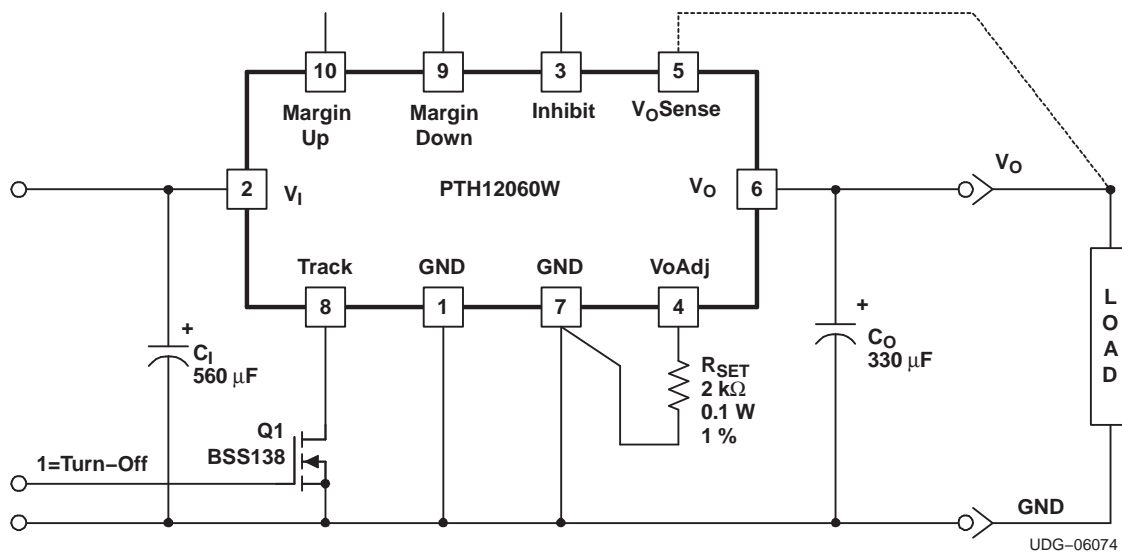 10
9
3
5
Margin
Up
Margin
Down
Inhibit
VOSense
2
VI
PTH12060W
VO
6
VO
Track
GND
GND
VoAdj
8
1
7
4
+
CI
560 μF
RSET
2 kΩ
0.1 W
1 %
+
CO
330 μF
LOAD
Q1
BSS138
1=Turn−Off
GND
UDG−06074